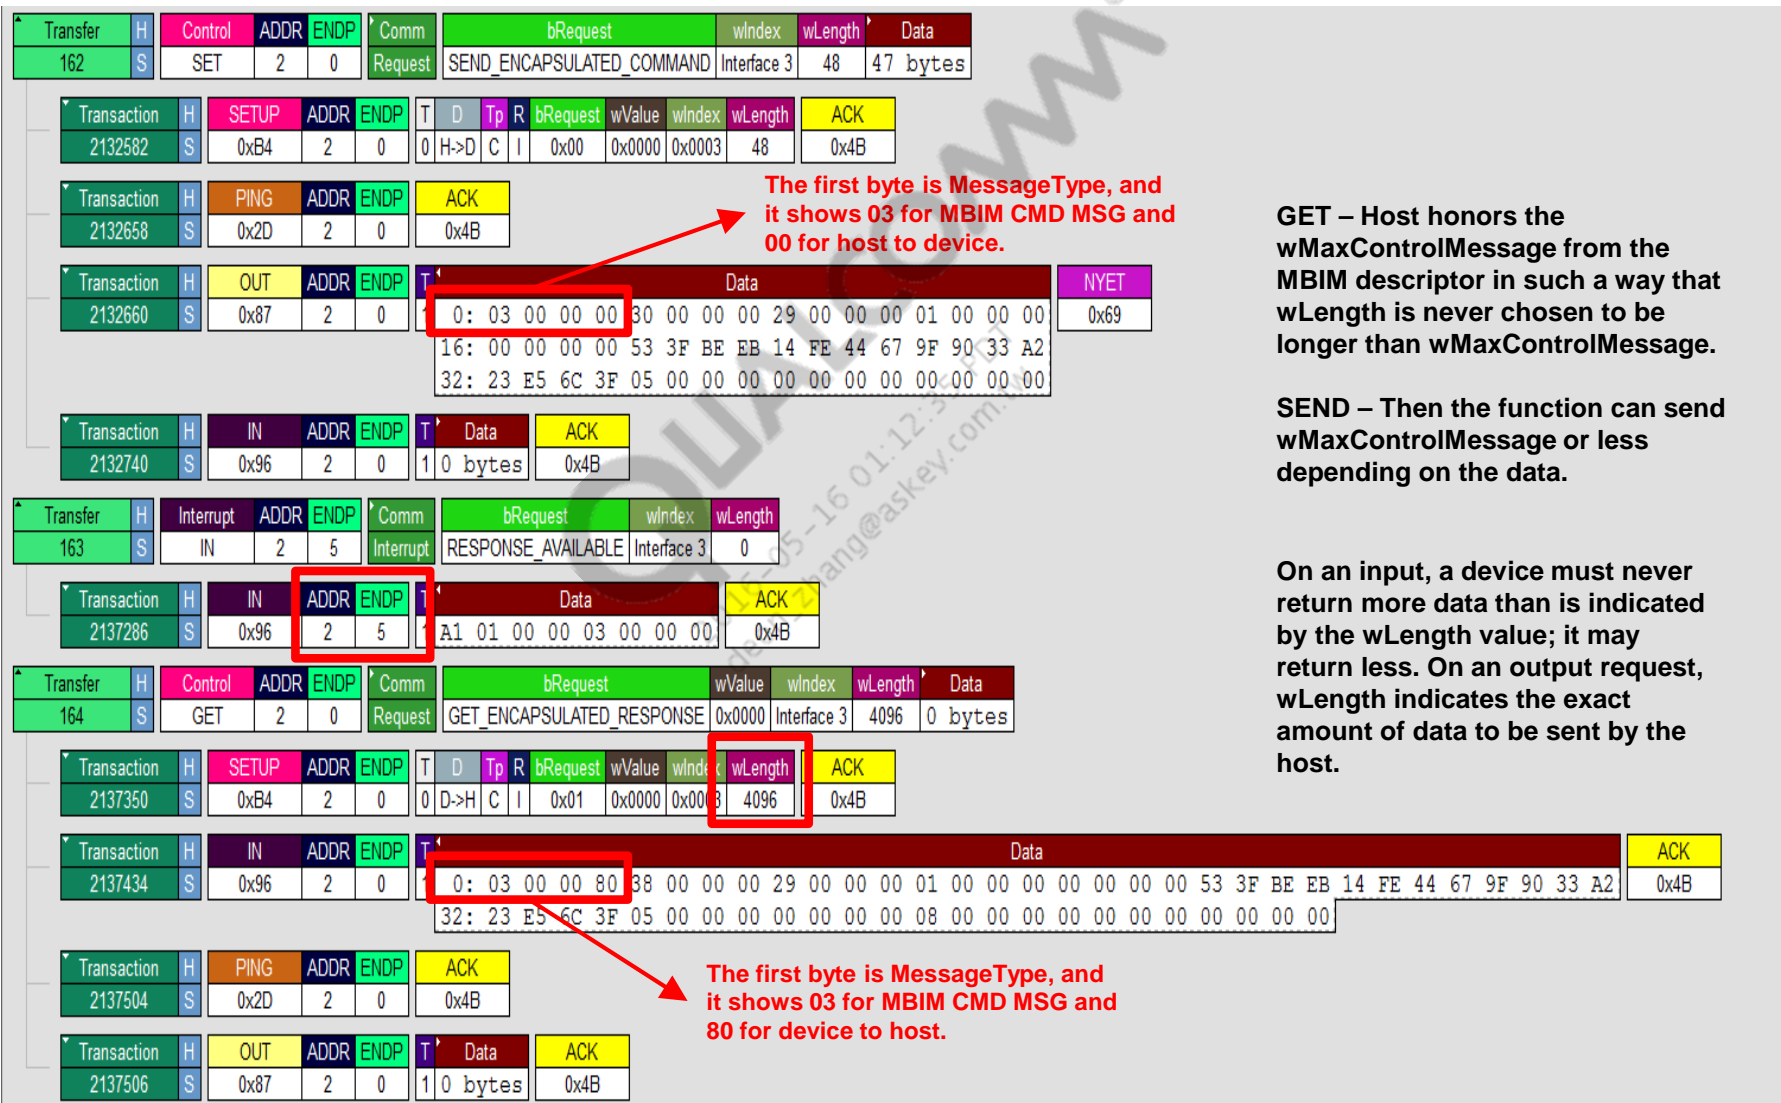 Transfer H Control ADDR ENDP Comm bRequest wIndex wLength Data
162 S SET 2 0 Request SEND_ENCAPSULATED_COMMAND Interface 3 48 47 bytes
Transaction H SETUP ADDR ENDP T D Tp R bRequest wValue wIndex wLength ACK
2132582 S 0xB4 2 0 0 H->D C I 0x00 0x0000 0x0003 48 0x4B
Transaction H PING ADDR ENDP ACK
2132658 S 0x2D 2 0 0x4B
The first byte is MessageType, and
it shows 03 for MBIM CMD MSG and
00 for host to device.
Transaction H OUT ADDR ENDP T Data NYET
2132660 S 0x87 2 0 1 0: 03 00 00 00 30 00 00 00 29 00 00 00 01 00 00 00 0x69
16: 00 00 00 00 53 3F BE EB 14 FE 44 67 9F 90 33 A2
32: 23 E5 6C 3F 05 00 00 00 00 00 00 00 00 00 00 00
Transaction H IN ADDR ENDP T Data ACK
2132740 S 0x96 2 0 1 0 bytes 0x4B
Transfer H Interrupt ADDR ENDP Comm bRequest wIndex wLength
163 S IN 2 5 Interrupt RESPONSE_AVAILABLE Interface 3 0
Transaction H IN ADDR ENDP T Data ACK
2137286 S 0x96 2 5 1 A1 01 00 00 03 00 00 00 0x4B
Transfer H Control ADDR ENDP Comm bRequest wValue wIndex wLength Data
164 S GET 2 0 Request GET_ENCAPSULATED_RESPONSE 0x0000 Interface 3 4096 0 bytes
Transaction H SETUP ADDR ENDP T D Tp R bRequest wValue wIndex wLength ACK
2137350 S 0xB4 2 0 0 D->H C I 0x01 0x0000 0x0003 4096 0x4B
Transaction H IN ADDR ENDP T Data ACK
2137434 S 0x96 2 0 1 0: 03 00 00 80 38 00 00 00 29 00 00 00 01 00 00 00 00 00 00 00 53 3F BE EB 14 FE 44 67 9F 90 33 A2 0x4B
32: 23 E5 6C 3F 05 00 00 00 00 00 00 00 08 00 00 00 00 00 00 00 00 00 00 00
Transaction H PING ADDR ENDP ACK
2137504 S 0x2D 2 0 0x4B
The first byte is MessageType, and
it shows 03 for MBIM CMD MSG and
80 for device to host.
Transaction H OUT ADDR ENDP T Data ACK
2137506 S 0x87 2 0 1 0 bytes 0x4B
GET – Host honors the
wMaxControlMessage from the
MBIM descriptor in such a way that
wLength is never chosen to be
longer than wMaxControlMessage.
SEND – Then the function can send
wMaxControlMessage or less
depending on the data.
On an input, a device must never
return more data than is indicated
by the wLength value; it may
return less. On an output request,
wLength indicates the exact
amount of data to be sent by the
host.
QUALCOMM
2016-05-16 01:12:35 PDT